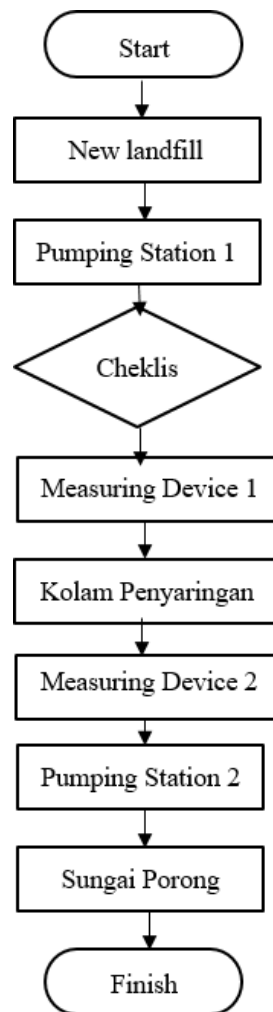 Start
New landfill
Pumping Station 1
Cheklis
Measuring Device 1
Kolam Penyaringan
Measuring Device 2
Pumping Station 2
Sungai Porong
Finish